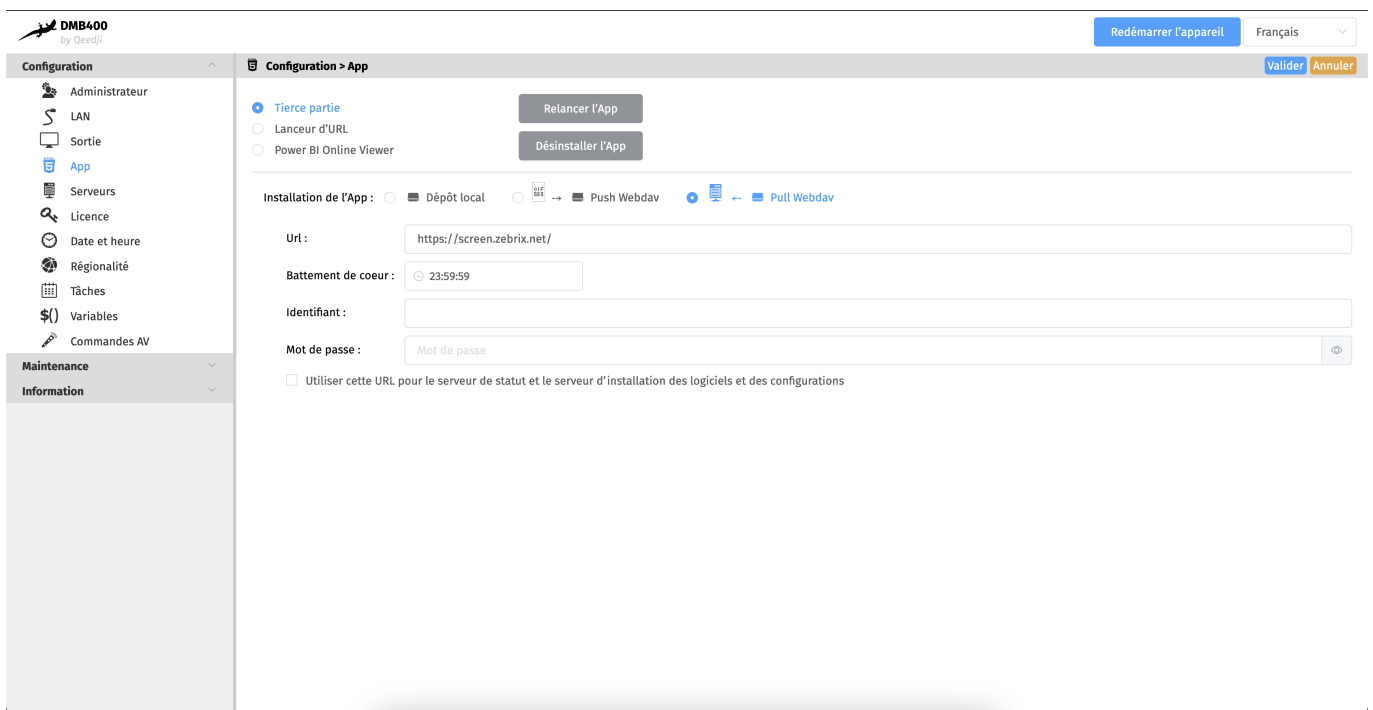 DMB400
by Qeedji
Redémarrer l'appareil
Français
Configuration
Administrateur
LAN
Sortie
App
Serveurs
Licence
Date et heure
Régionalité
Tâches
$() Variables
Commandes AV
Maintenance
Information
Configuration > App
Valider Annuler
Tierce partie
Lanceur d'URL
Power BI Online Viewer
Relancer l'App
Désinstaller l'App
Installation de l'App : Dépôt local Push Webdav Pull Webdav
Url : https://screen.zebrix.net/
Battement de coeur : 23:59:59
Identifiant :
Mot de passe : Mot de passe
Utiliser cette URL pour le serveur de statut et le serveur d'installation des logiciels et des configurations